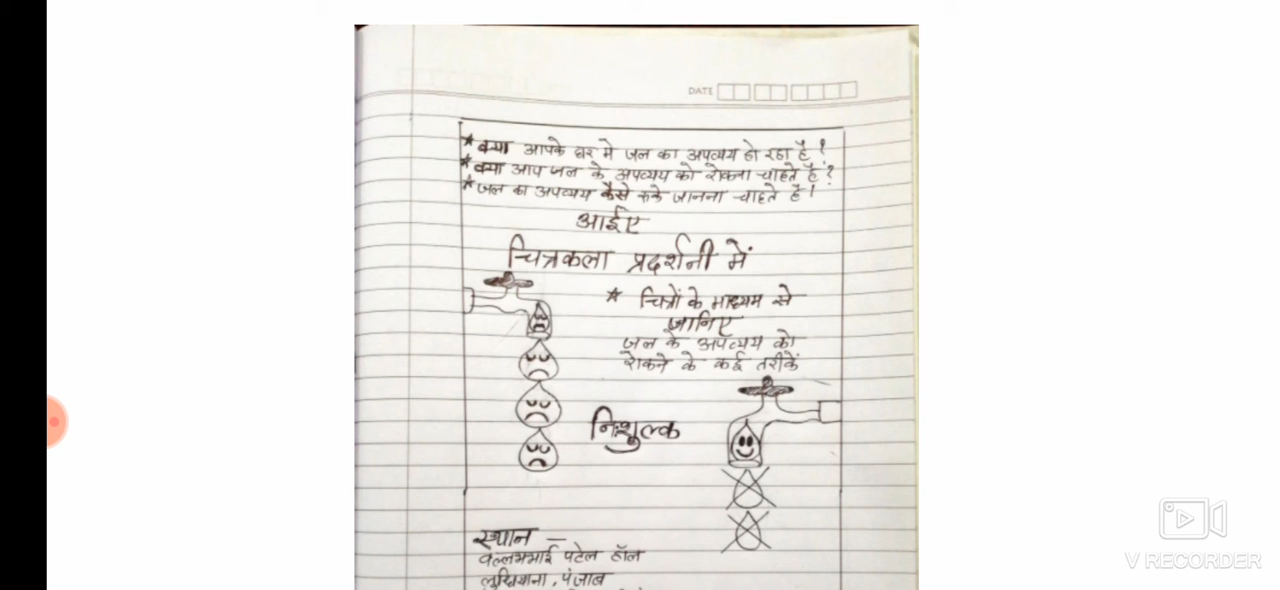 DATE
* क्या आपके घर मे जल का अपव्यय हो रहा है ?
* क्या आप जल के अपव्यय को रोकना चाहते है ?
* जल का अपव्यय कैसे रुके जानना चाहते है।
आईए
चित्रकला प्रदर्शनी में
* चित्रों के माध्यम से
जानिए
जल के अपव्यय को
रोकने के कई तरीकें
निःशुल्क
स्थान –
वल्लभभाई पटेल हॉल
लुधियाना, पंजाब
V RECORDER